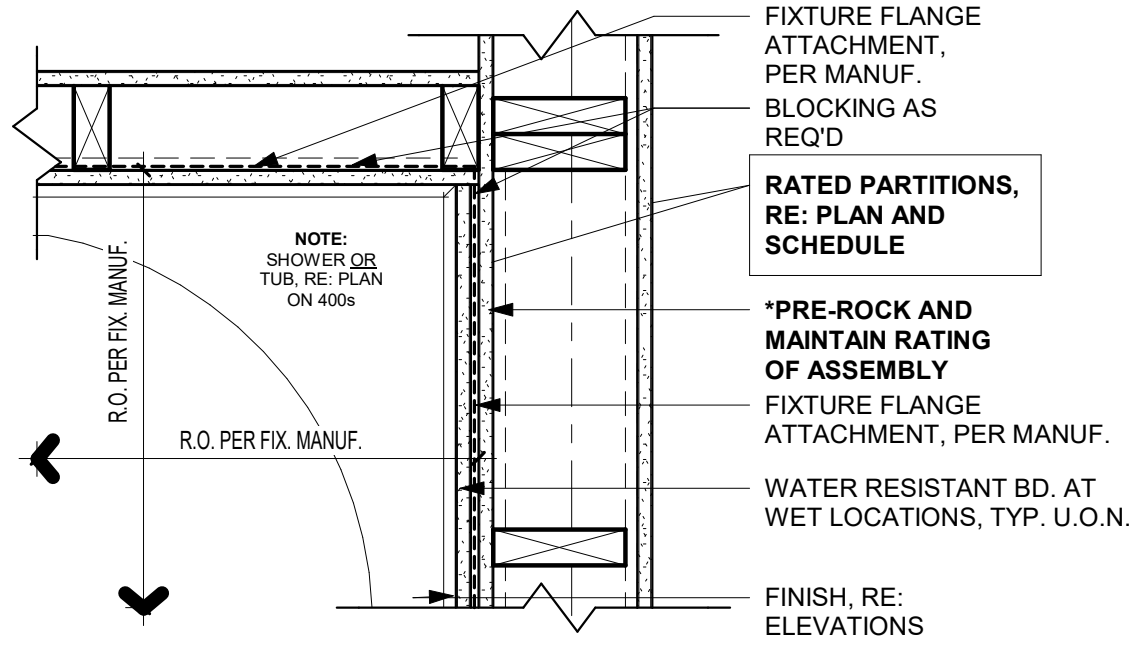 FIXTURE FLANGE
ATTACHMENT,
PER MANUF.
BLOCKING AS
REQ'D
RATED PARTITIONS,
RE: PLAN AND
SCHEDULE
*PRE-ROCK AND
MAINTAIN RATING
OF ASSEMBLY
FIXTURE FLANGE
ATTACHMENT, PER MANUF.
WATER RESISTANT BD. AT
WET LOCATIONS, TYP. U.O.N.
FINISH, RE:
ELEVATIONS
NOTE:
SHOWER OR
TUB, RE: PLAN
ON 400s
R.O. PER FIX. MANUF.
R.O. PER FIX. MANUF.